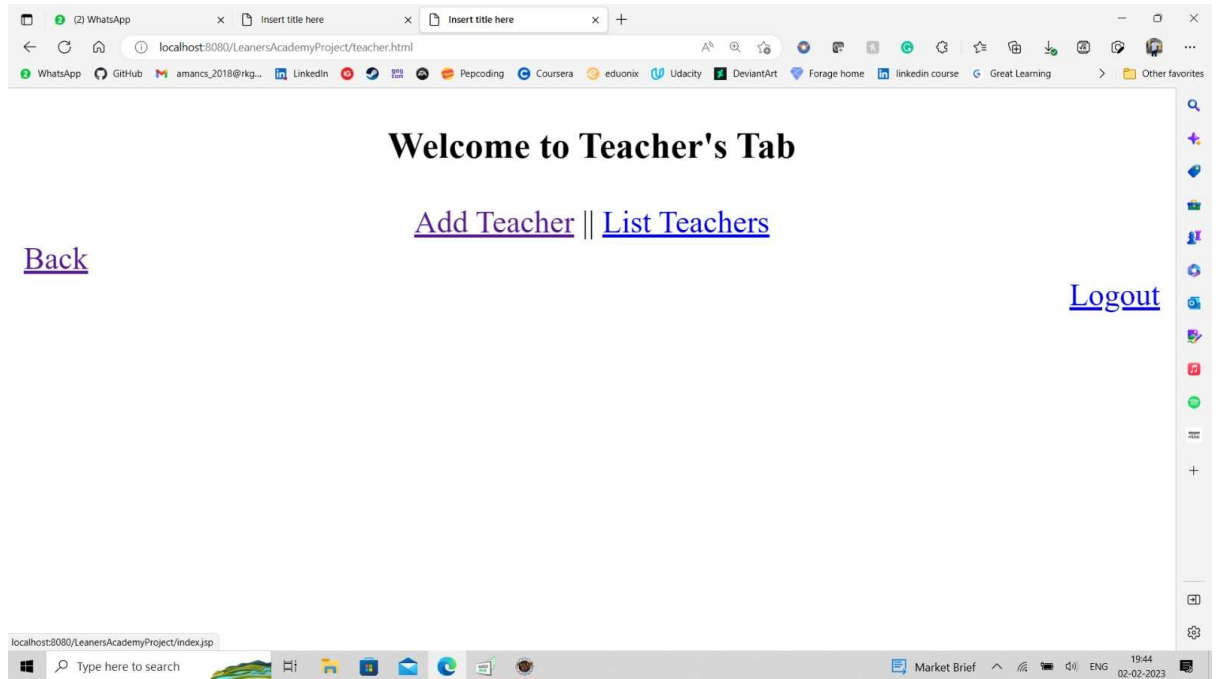 (2) WhatsApp Insert title here Insert title here
localhost:8080/LeanersAcademyProject/teacher.html
WhatsApp GitHub amancs_2018@rkg... LinkedIn Pepcoding Coursera eduonix Udacity DeviantArt Forage home linkedin course Great Learning Other favorites
Welcome to Teacher's Tab
Add Teacher || List Teachers
Back
Logout
localhost:8080/LeanersAcademyProject/index.jsp
Type here to search Market Brief ENG 19:44
02-02-2023